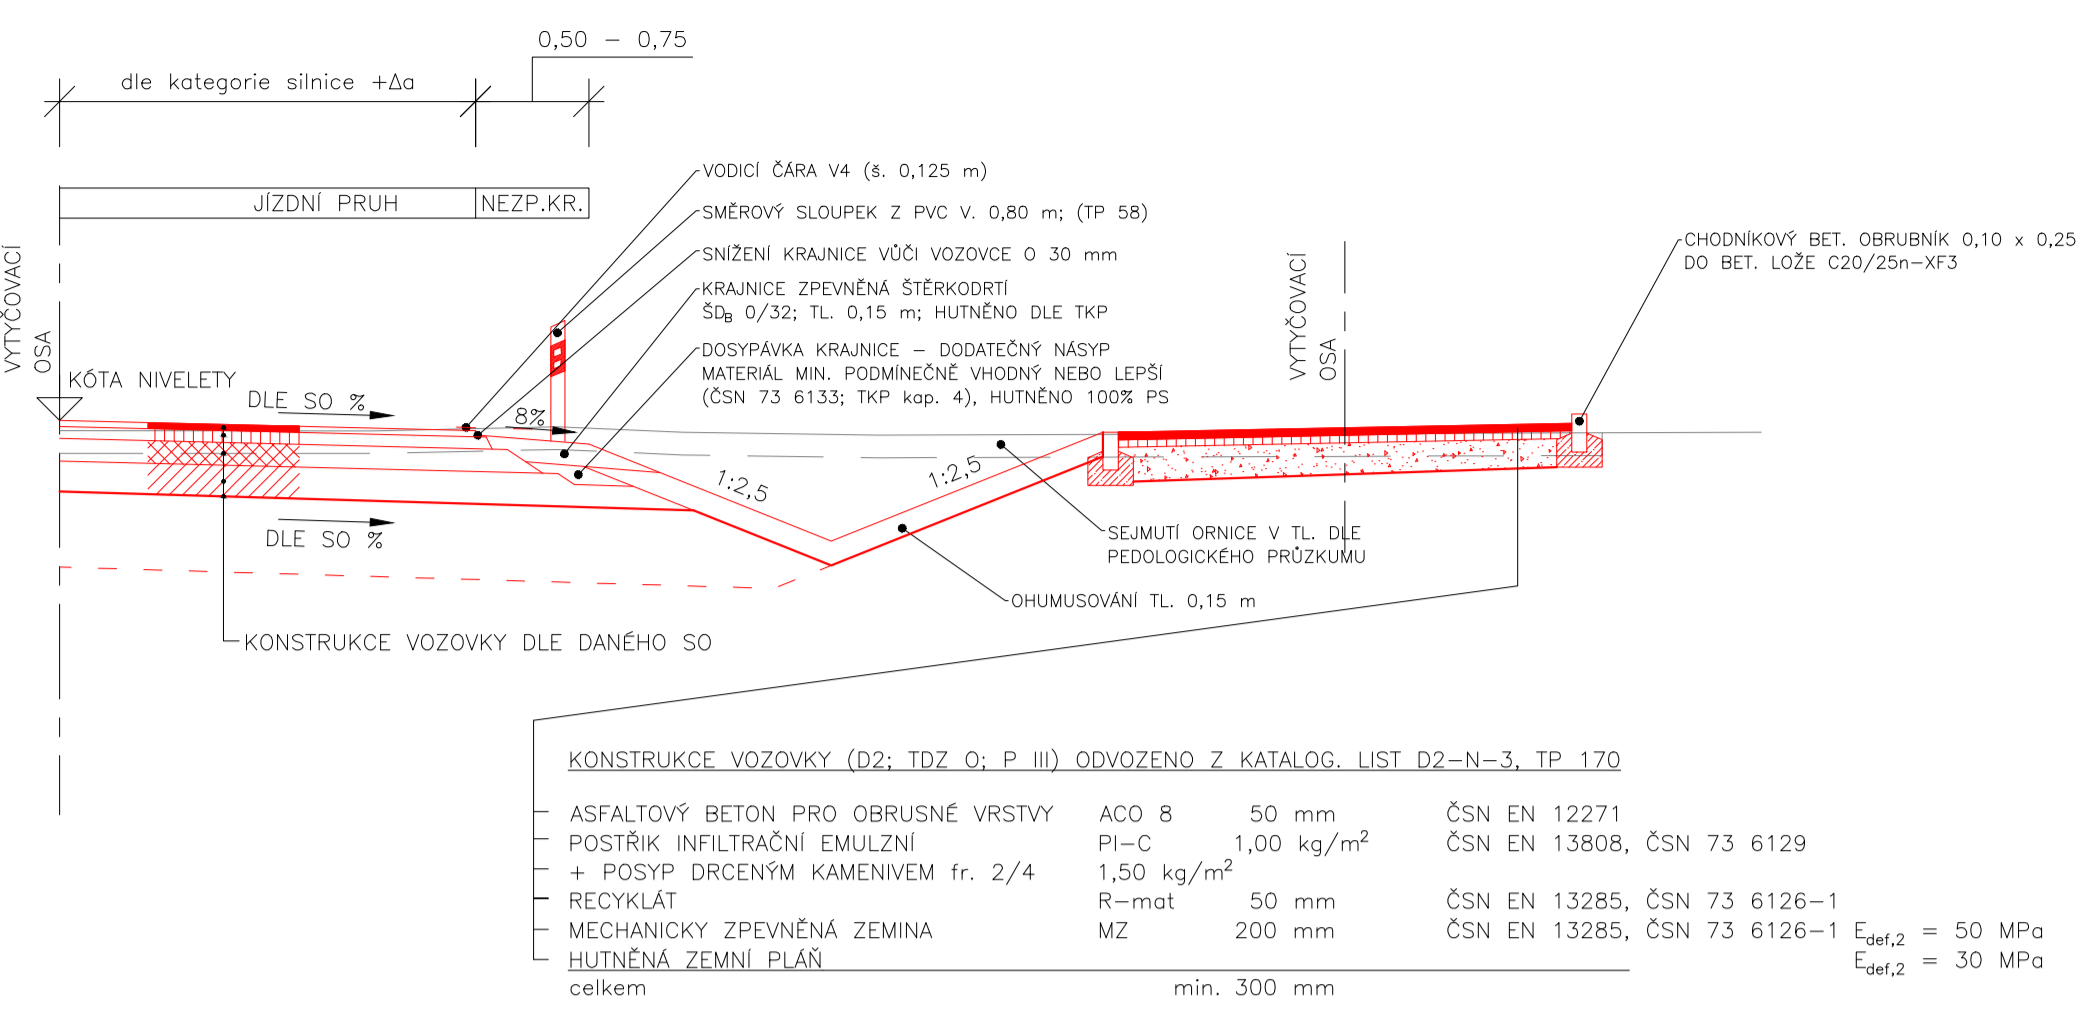 0,50 – 0,75
dle kategorie silnice +Δa
JÍZDNÍ PRUH
NEZP.KR.
VODICÍ ČÁRA V4 (š. 0,125 m)
SMĚROVÝ SLOUPEK Z PVC V. 0,80 m; (TP 58)
SNÍŽENÍ KRAJNICE VŮČI VOZOVCE O 30 mm
KRAJNICE ZPEVNĚNÁ ŠTĚRKODRTÍ
ŠDB 0/32; TL. 0,15 m; HUTNĚNO DLE TKP
DOSYPÁVKA KRAJNICE – DODATEČNÝ NÁSYP
MATERIÁL MIN. PODMÍNEČNĚ VHODNÝ NEBO LEPŠÍ
(ČSN 73 6133; TKP kap. 4), HUTNĚNO 100% PS
CHODNÍKOVÝ BET. OBRUBNÍK 0,10 x 0,25
DO BET. LOŽE C20/25n–XF3
VYTYČOVACÍ
OSA
VYTYČOVACÍ
OSA
KÓTA NIVELETY
DLE SO %
8%
1:2,5
1:2,5
DLE SO %
SEJMUTÍ ORNICE V TL. DLE
PEDOLOGICKÉHO PRŮZKUMU
OHUMUSOVÁNÍ TL. 0,15 m
KONSTRUKCE VOZOVKY DLE DANÉHO SO
KONSTRUKCE VOZOVKY (D2; TDZ O; P III) ODVOZENO Z KATALOG. LIST D2–N–3, TP 170
ASFALTOVÝ BETON PRO OBRUSNÉ VRSTVY ACO 8 50 mm ČSN EN 12271
POSTŘIK INFILTRAČNÍ EMULZNÍ PI–C 1,00 kg/m² ČSN EN 13808, ČSN 73 6129
+ POSYP DRCENÝM KAMENIVEM fr. 2/4 1,50 kg/m²
RECYKLÁT R–mat 50 mm ČSN EN 13285, ČSN 73 6126–1
MECHANICKY ZPEVNĚNÁ ZEMINA MZ 200 mm ČSN EN 13285, ČSN 73 6126–1 Edef,2 = 50 MPa
HUTNĚNÁ ZEMNÍ PLÁŇ Edef,2 = 30 MPa
celkem min. 300 mm